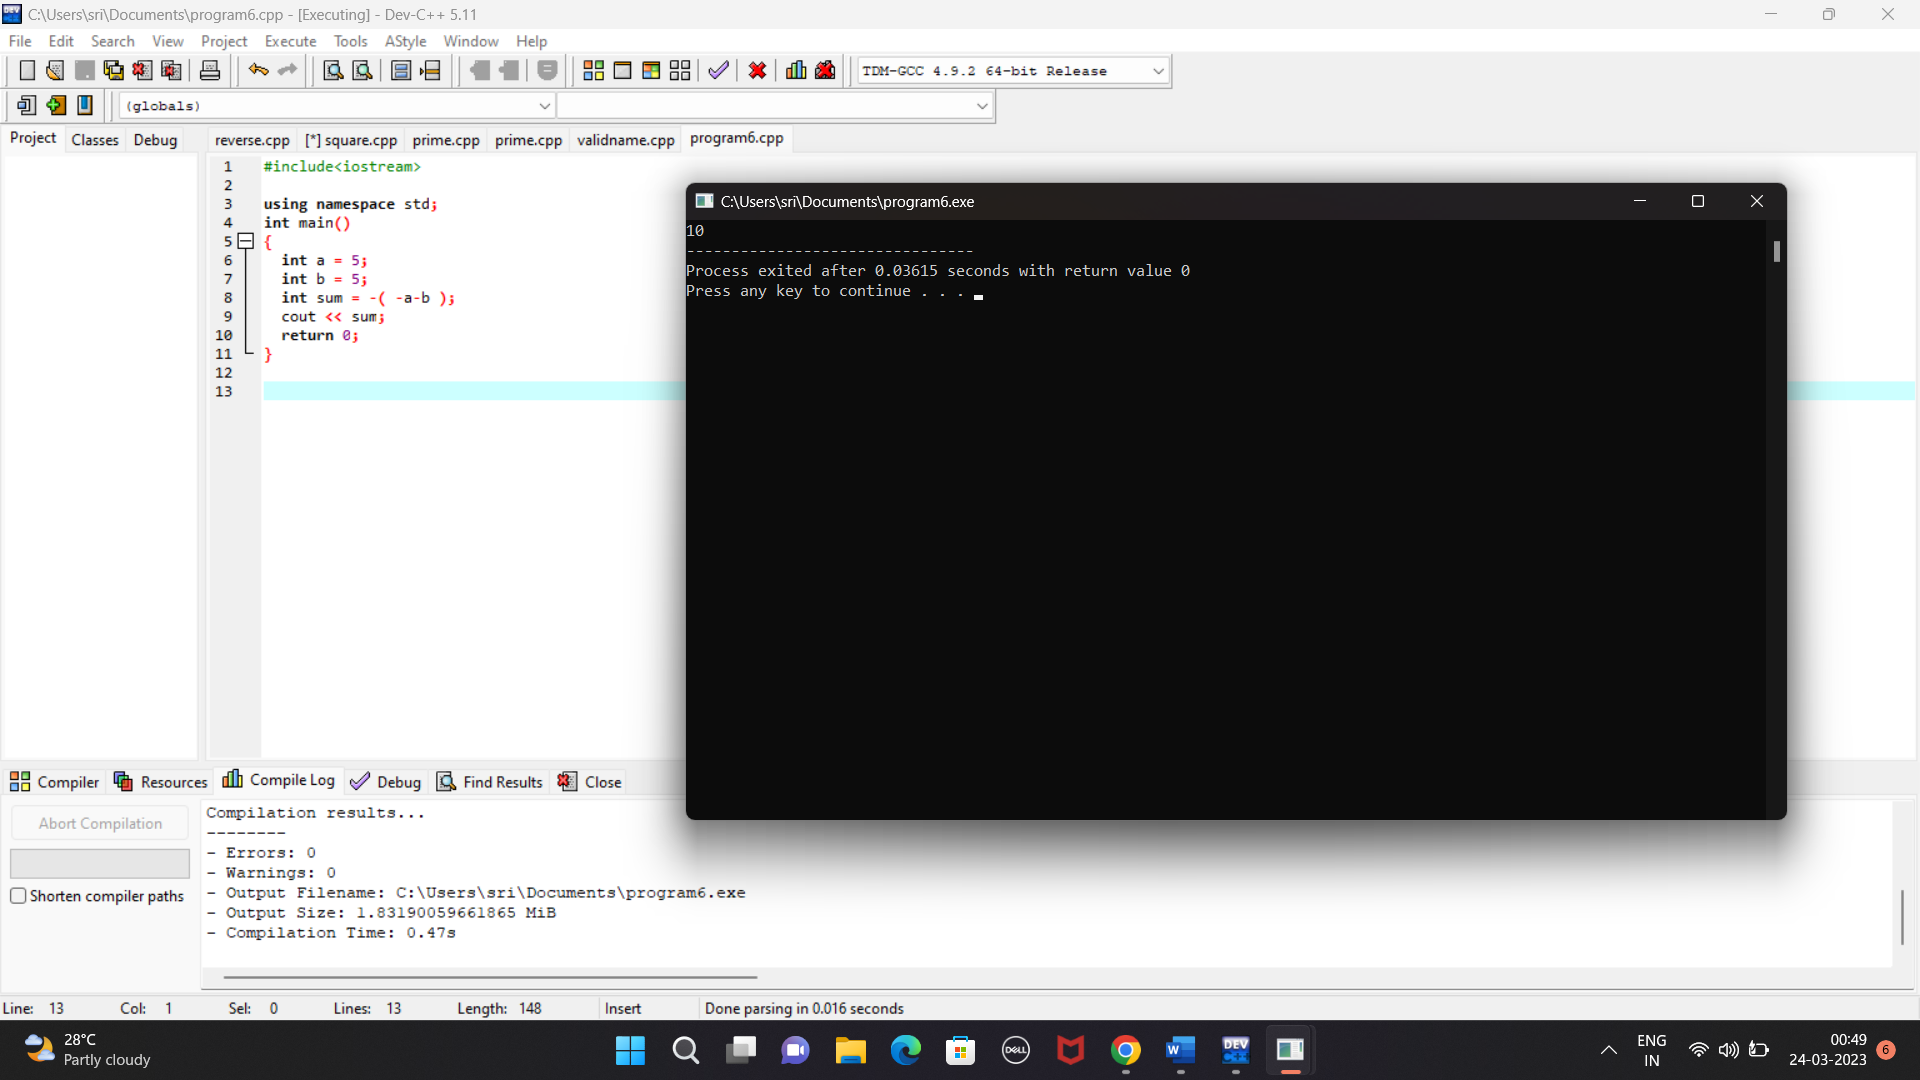 C:\Users\sri\Documents\program6.cpp - [Executing] - Dev-C++ 5.11
File Edit Search View Project Execute Tools AStyle Window Help
TDM-GCC 4.9.2 64-bit Release
(globals)
Project Classes Debug reverse.cpp [*] square.cpp prime.cpp prime.cpp validname.cpp program6.cpp
1 #include<iostream>
2
3 using namespace std;
4 int main()
5 {
6 int a = 5;
7 int b = 5;
8 int sum = -( -a-b );
9 cout << sum;
10 return 0;
11 }
12
13
C:\Users\sri\Documents\program6.exe
10
--------------------------------
Process exited after 0.03615 seconds with return value 0
Press any key to continue . . .
Compiler Resources Compile Log Debug Find Results Close
Abort Compilation
Shorten compiler paths
Compilation results...
--------
- Errors: 0
- Warnings: 0
- Output Filename: C:\Users\sri\Documents\program6.exe
- Output Size: 1.83190059661865 MiB
- Compilation Time: 0.47s
Line: 13 Col: 1 Sel: 0 Lines: 13 Length: 148 Insert Done parsing in 0.016 seconds
28°C
Partly cloudy
DELL
W
DEV
C++
ENG
IN
00:49
24-03-2023
6